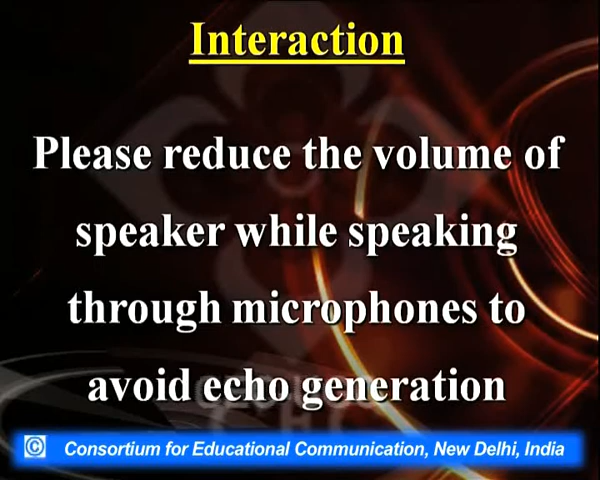 Interaction
Please reduce the volume of
speaker while speaking
through microphones to
avoid echo generation
© Consortium for Educational Communication, New Delhi, India